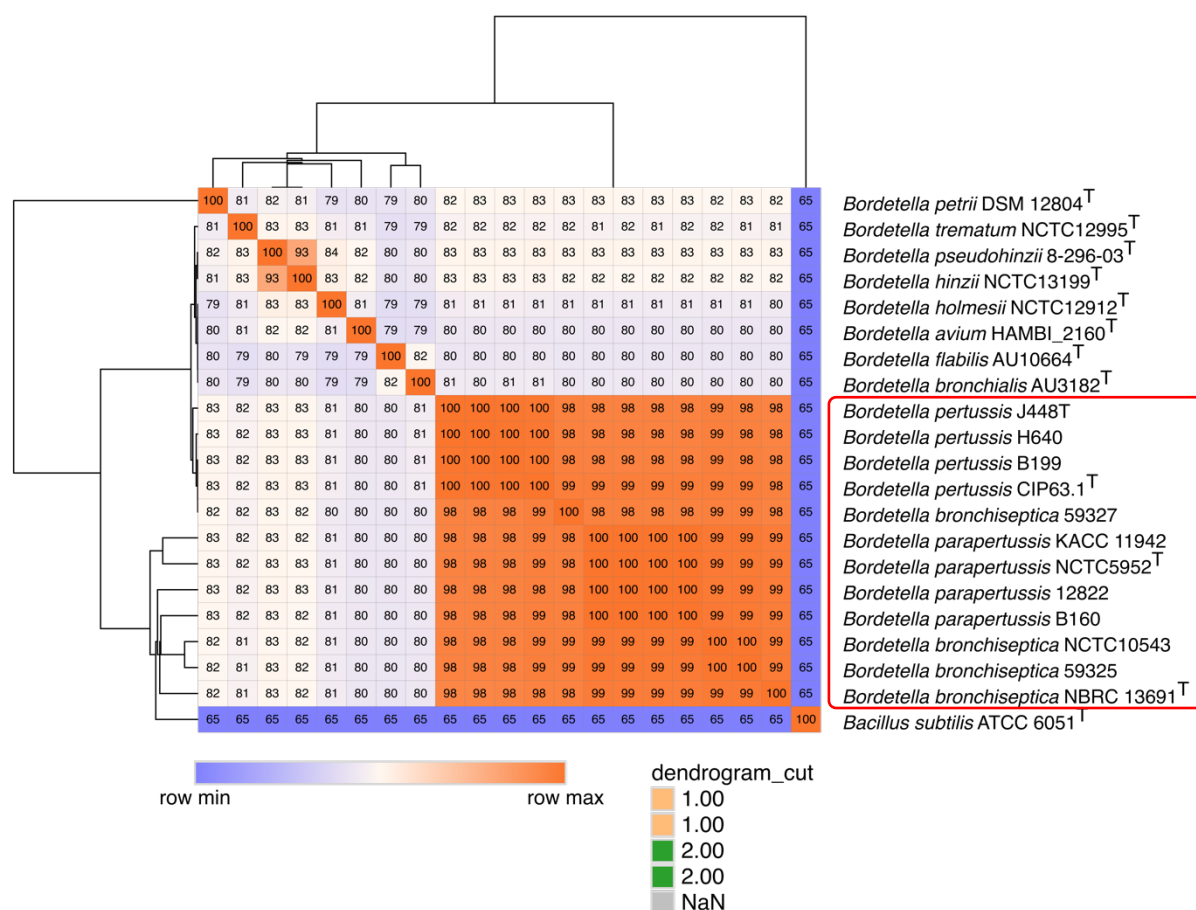 100 81 82 81 79 80 79 80 82 83 83 83 82 83 83 83 83 82 83 82 65 Bordetella petrii DSM 12804T
81 100 83 83 81 81 79 79 82 82 82 82 81 82 82 81 82 82 81 81 65 Bordetella trematum NCTC12995T
82 83 100 93 84 82 80 80 83 83 83 83 82 83 83 83 83 83 83 83 65 Bordetella pseudohinzii 8-296-03T
81 83 93 100 83 82 80 80 83 83 83 83 82 82 82 82 82 82 82 82 65 Bordetella hinzii NCTC13199T
79 81 83 83 100 81 79 79 81 81 81 81 81 81 81 81 81 81 81 81 65 Bordetella holmesii NCTC12912T
80 81 82 82 81 100 79 79 80 80 80 80 80 80 80 80 80 80 80 80 65 Bordetella avium HAMBI_2160T
80 79 80 79 79 79 100 82 80 80 80 80 80 80 80 80 80 80 80 80 65 Bordetella flabilis AU10664T
80 79 80 80 79 79 82 100 81 80 81 81 80 80 80 80 80 80 80 80 65 Bordetella bronchialis AU3182T
83 82 83 83 81 80 80 81 100 100 100 100 98 98 98 98 98 99 98 98 65 Bordetella pertussis J448T
83 82 83 83 81 80 80 81 100 100 100 100 98 98 98 98 98 99 98 98 65 Bordetella pertussis H640
83 82 83 83 81 80 80 81 100 100 100 100 98 98 98 98 98 99 98 98 65 Bordetella pertussis B199
83 82 83 83 81 80 80 81 100 100 100 100 99 99 99 99 99 99 99 98 65 Bordetella pertussis CIP63.1T
82 82 83 82 80 80 80 80 98 98 98 99 100 98 98 98 98 99 99 98 65 Bordetella bronchiseptica 59327
83 82 83 82 81 80 80 80 98 98 98 99 98 100 100 100 100 99 99 99 65 Bordetella parapertussis KACC 11942
83 82 83 83 81 80 80 80 98 98 98 99 98 100 100 100 100 99 99 99 65 Bordetella parapertussis NCTC5952T
83 82 83 82 81 80 80 80 98 98 98 99 98 100 100 100 100 99 99 99 65 Bordetella parapertussis 12822
83 82 83 82 81 80 80 80 98 98 98 99 98 100 100 100 100 99 99 99 65 Bordetella parapertussis B160
82 81 83 82 81 80 80 80 98 98 98 99 99 99 99 99 99 100 100 99 65 Bordetella bronchiseptica NCTC10543
82 81 83 82 81 80 80 80 98 98 98 99 99 99 99 99 99 100 100 99 65 Bordetella bronchiseptica 59325
82 81 83 82 81 80 80 80 98 98 98 98 98 99 99 99 99 99 99 100 65 Bordetella bronchiseptica NBRC 13691T
65 65 65 65 65 65 65 65 65 65 65 65 65 65 65 65 65 65 65 65 100 Bacillus subtilis ATCC 6051T
row min row max
dendrogram_cut
1.00
1.00
2.00
2.00
NaN